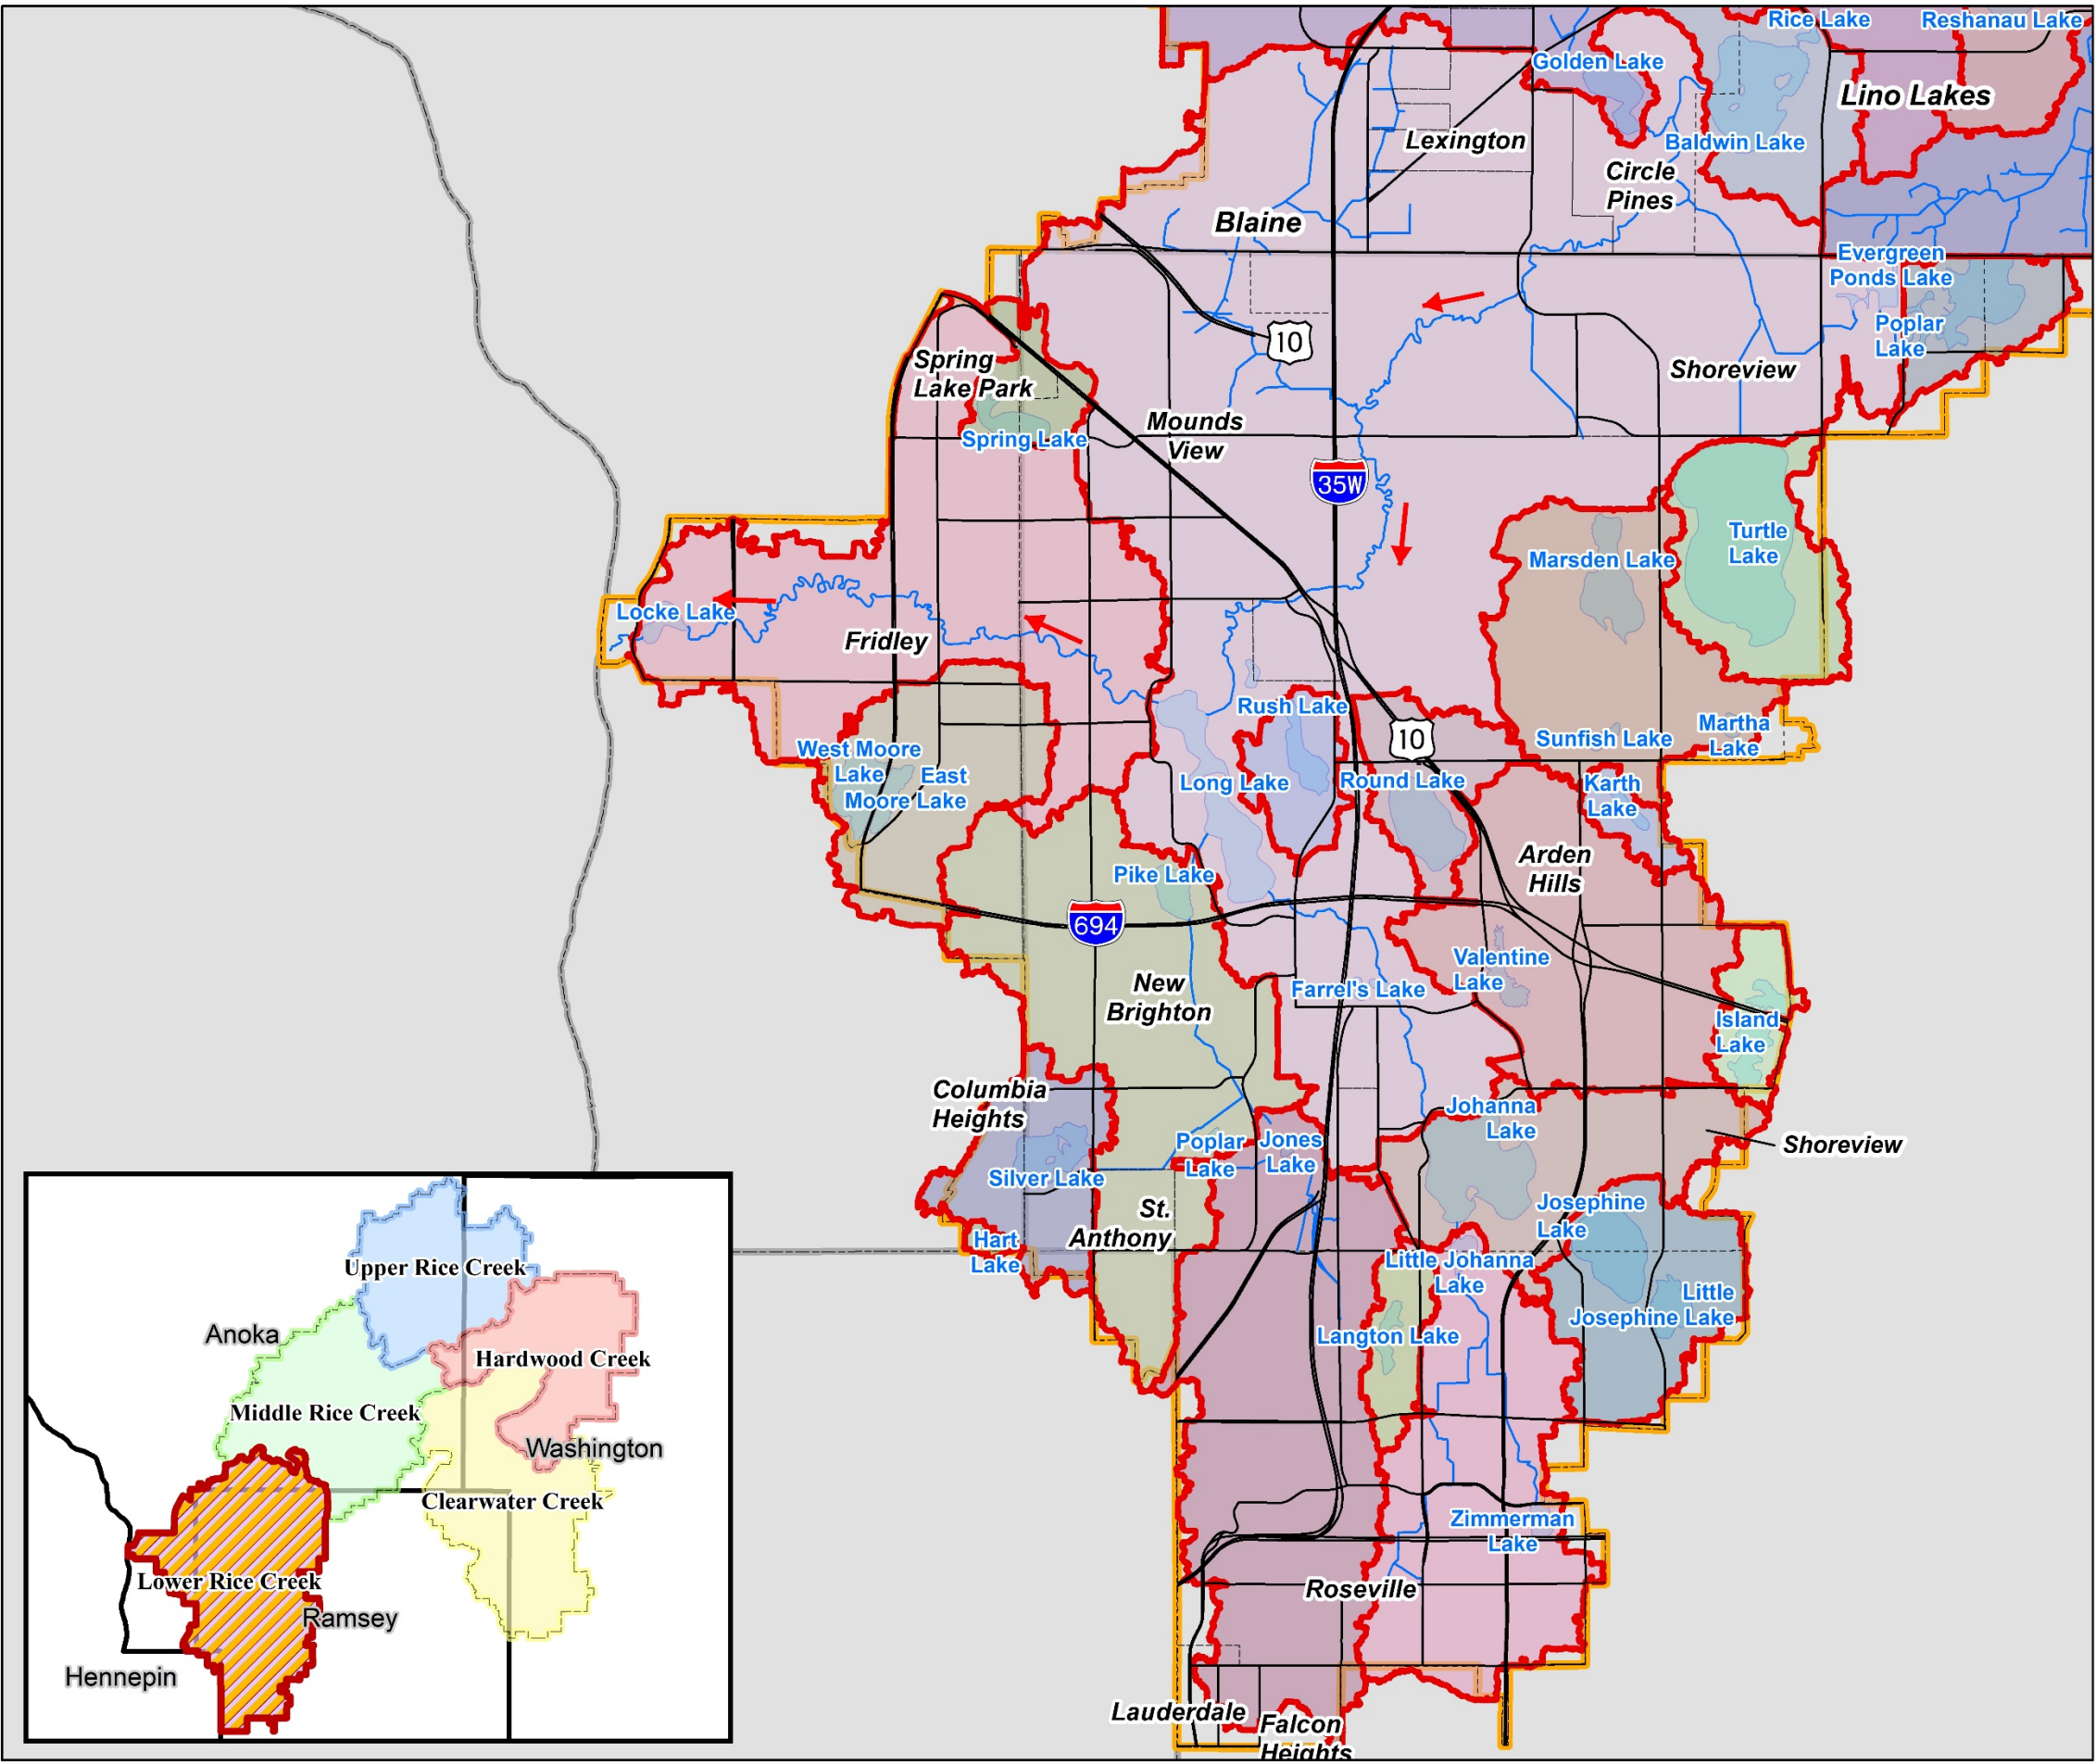 Rice Lake
Reshanau Lake
Golden Lake
Lino Lakes
Lexington
Baldwin Lake
Circle
Pines
Blaine
Evergreen
Ponds Lake
Poplar
Lake
10
Spring
Lake Park
Shoreview
Mounds
View
Spring Lake
35W
Turtle
Lake
Marsden Lake
Locke Lake
Fridley
Rush Lake
10
Sunfish Lake
Martha
Lake
West Moore
Lake
East
Moore Lake
Long Lake
Round Lake
Karth
Lake
Arden
Hills
Pike Lake
694
Valentine
Lake
New
Brighton
Farrel's Lake
Island
Lake
Columbia
Heights
Johanna
Lake
Poplar
Lake
Jones
Lake
Shoreview
Silver Lake
St.
Anthony
Josephine
Lake
Hart
Lake
Little Johanna
Lake
Little
Josephine Lake
Langton Lake
Zimmerman
Lake
Roseville
Lauderdale
Falcon
Heights
Upper Rice Creek
Anoka
Hardwood Creek
Middle Rice Creek
Washington
Clearwater Creek
Lower Rice Creek
Ramsey
Hennepin